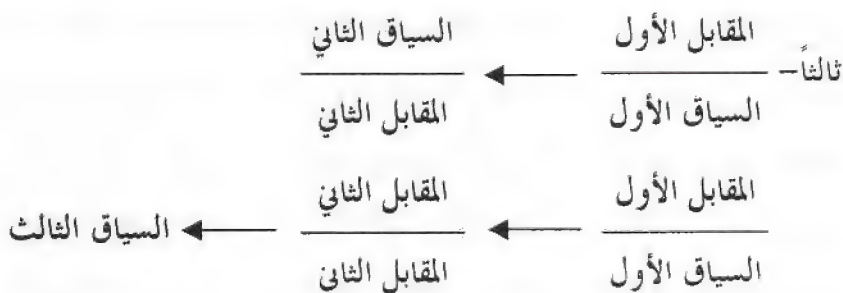 المقابل الأول السياق الثاني
ثالثاً–
السياق الأول المقابل الثاني
المقابل الأول المقابل الثاني
السياق الثالث
السياق الأول المقابل الثاني